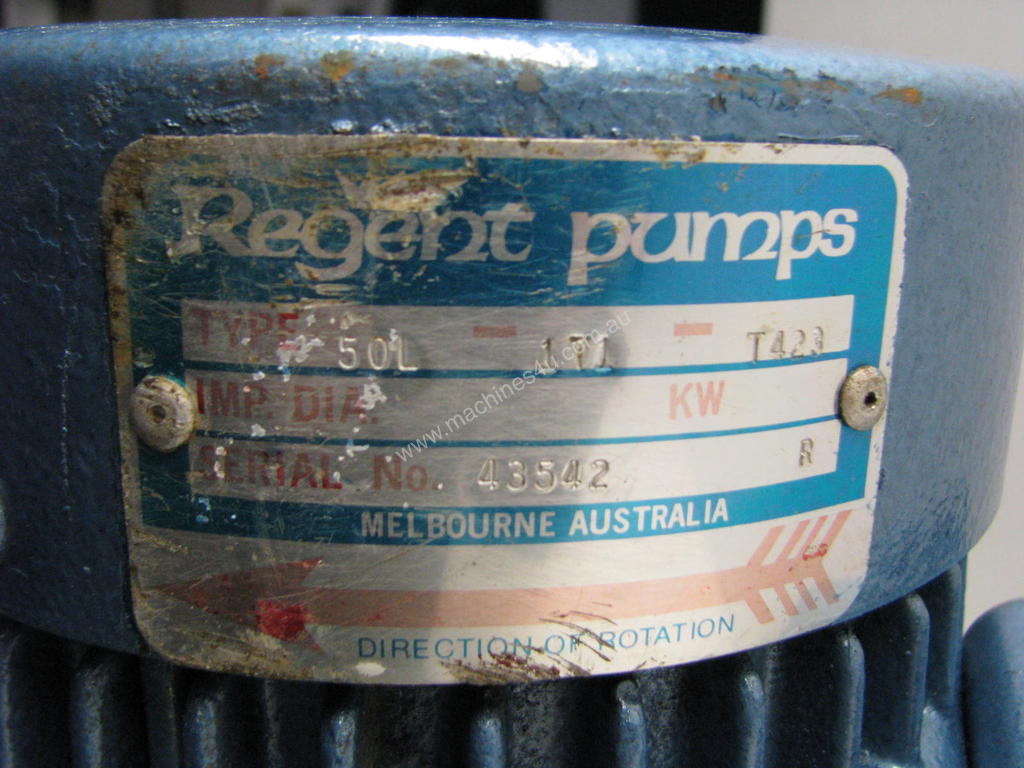 Regent pumps
TYPE 50L - 171 - T423
IMP. DIA. KW
SERIAL No. 43542 R
MELBOURNE AUSTRALIA
DIRECTION OF ROTATION
www.machines4u.com.au